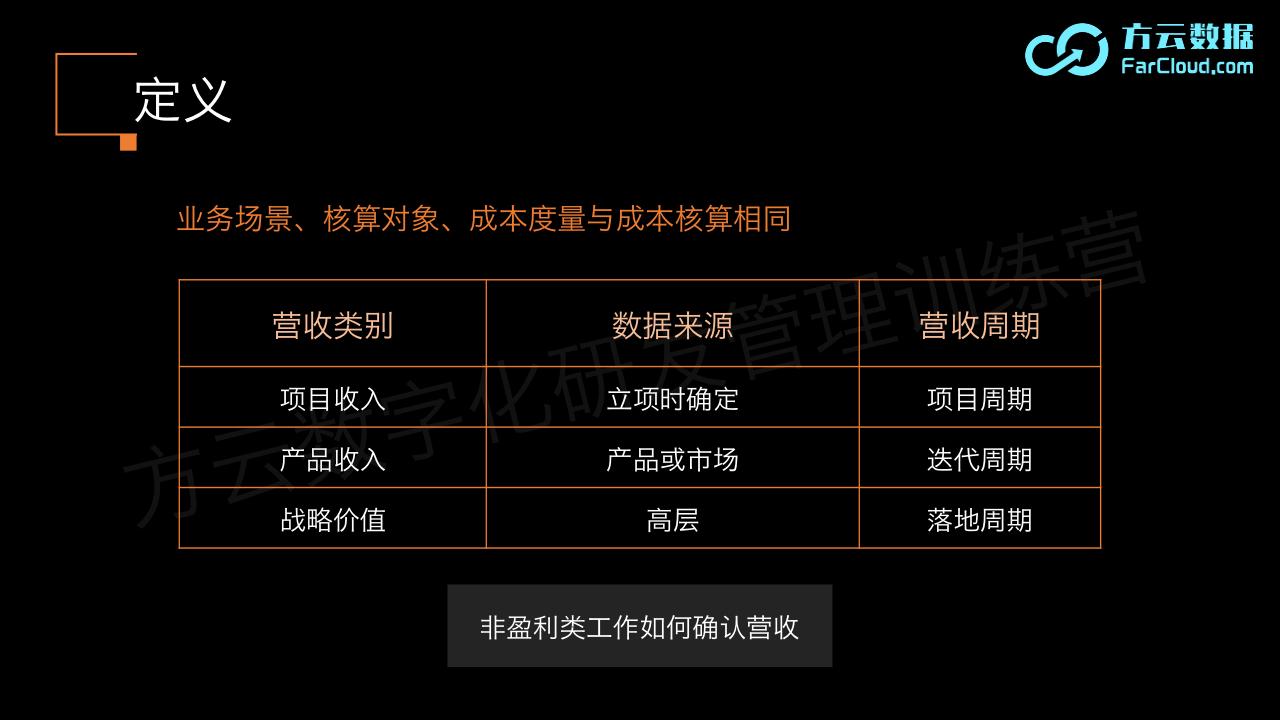 方云数据
FarCloud.com
定义
业务场景、核算对象、成本度量与成本核算相同
营收类别 数据来源 营收周期
项目收入 立项时确定 项目周期
产品收入 产品或市场 迭代周期
战略价值 高层 落地周期
非盈利类工作如何确认营收
方云数字化研发管理训练营